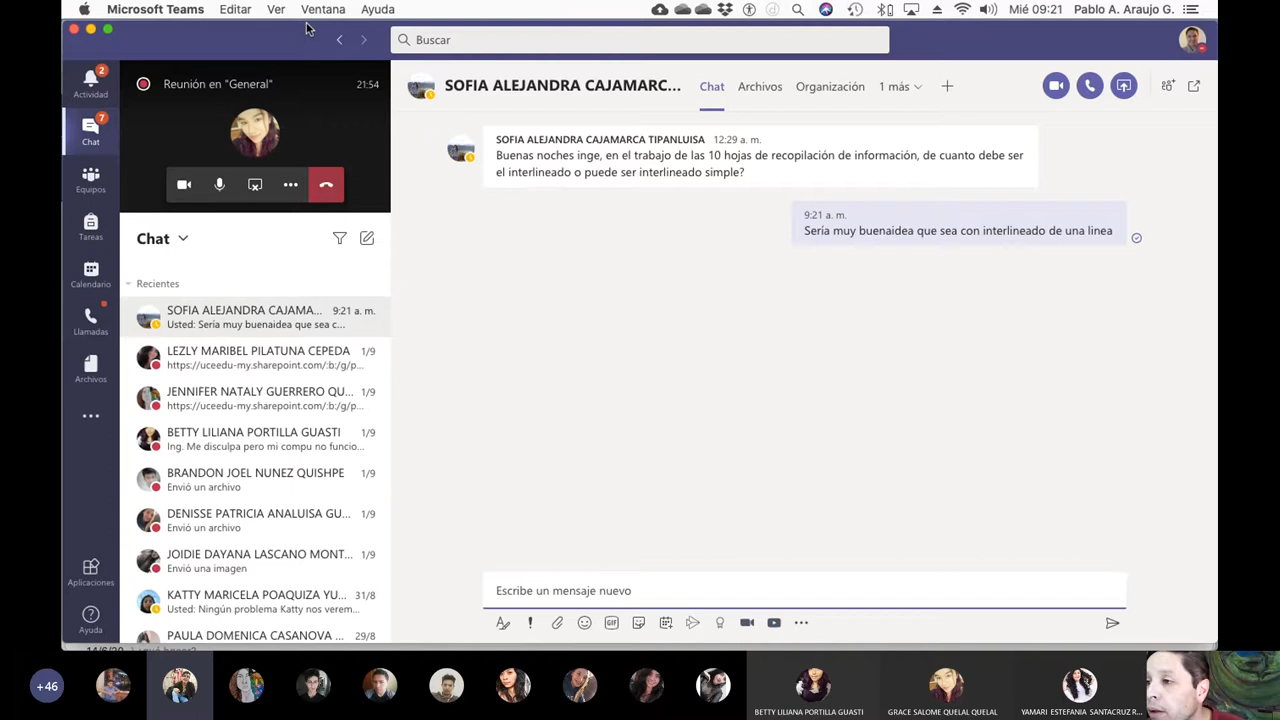 Microsoft Teams Editar Ver Ventana Ayuda
Mié 09:21 Pablo A. Araujo G.
Buscar
2
Actividad
7
Chat
Equipos
Tareas
Calendario
Llamadas
Archivos
Aplicaciones
Ayuda
Reunión en "General" 21:54
Chat
Recientes
SOFIA ALEJANDRA CAJAMA... 9:21 a. m.
Usted: Sería muy buenaidea que sea c...
LEZLY MARIBEL PILATUNA CEPEDA 1/9
https://uceedu-my.sharepoint.com/:b:/g/p...
JENNIFER NATALY GUERRERO QU... 1/9
https://uceedu-my.sharepoint.com/:b:/g/p...
BETTY LILIANA PORTILLA GUASTI 1/9
Ing. Me disculpa pero mi compu no funcio...
BRANDON JOEL NUNEZ QUISHPE 1/9
Envió un archivo
DENISSE PATRICIA ANALUISA GU... 1/9
Envió un archivo
JOIDIE DAYANA LASCANO MONT... 1/9
Envió una imagen
KATTY MARICELA POAQUIZA YU... 31/8
Usted: Ningún problema Katty nos verem...
PAULA DOMENICA CASANOVA ... 29/8
SOFIA ALEJANDRA CAJAMARC... Chat Archivos Organización 1 más
SOFIA ALEJANDRA CAJAMARCA TIPANLUISA 12:29 a. m.
Buenas noches inge, en el trabajo de las 10 hojas de recopilación de información, de cuanto debe ser
el interlineado o puede ser interlineado simple?
9:21 a. m.
Sería muy buenaidea que sea con interlineado de una linea
Escribe un mensaje nuevo
GIF
+46
BETTY LILIANA PORTILLA GUASTI
GRACE SALOME QUELAL QUELAL
YAMARI ESTEFANIA SANTACRUZ R...